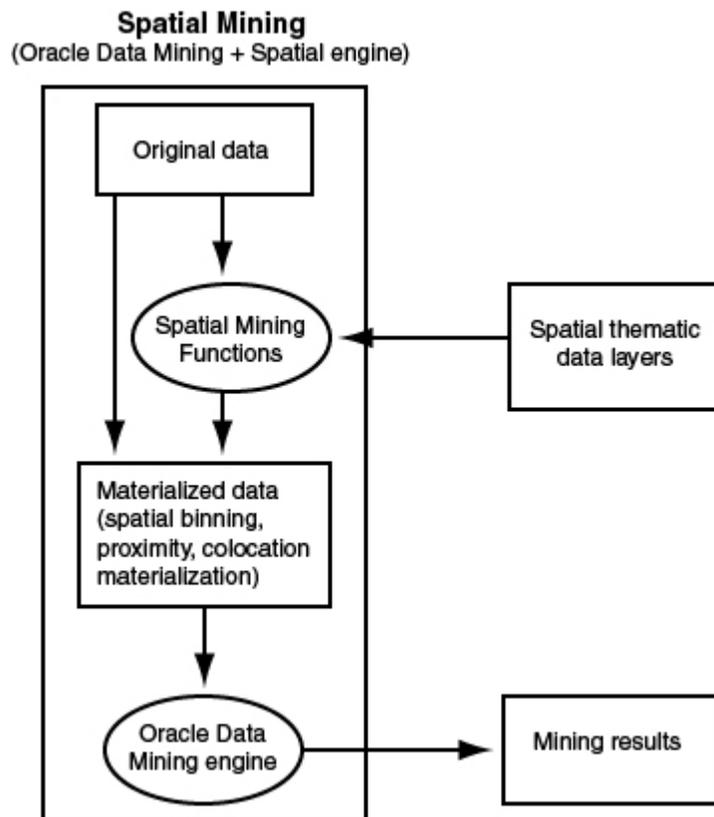 Spatial Mining
(Oracle Data Mining + Spatial engine)
Original data
Spatial Mining
Functions
Spatial thematic
data layers
Materialized data
(spatial binning,
proximity, colocation
materialization)
Oracle Data
Mining engine
Mining results